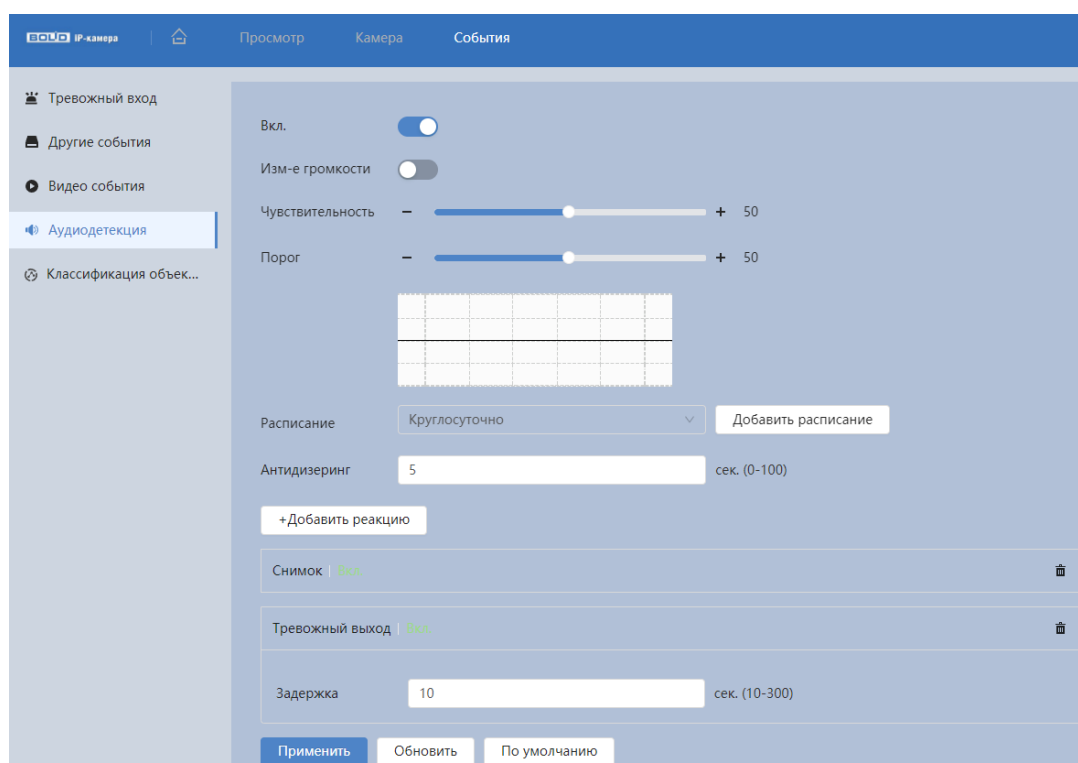 BOLID IP-камера Просмотр Камера События
Тревожный вход
Другие события
Видео события
Аудиодетекция
Классификация объек...
Вкл.
Изм-е громкости
Чувствительность − + 50
Порог − + 50
Расписание Круглосуточно Добавить расписание
Антидизеринг 5 сек. (0-100)
+Добавить реакцию
Снимок | Вкл.
Тревожный выход | Вкл.
Задержка 10 сек. (10-300)
Применить Обновить По умолчанию